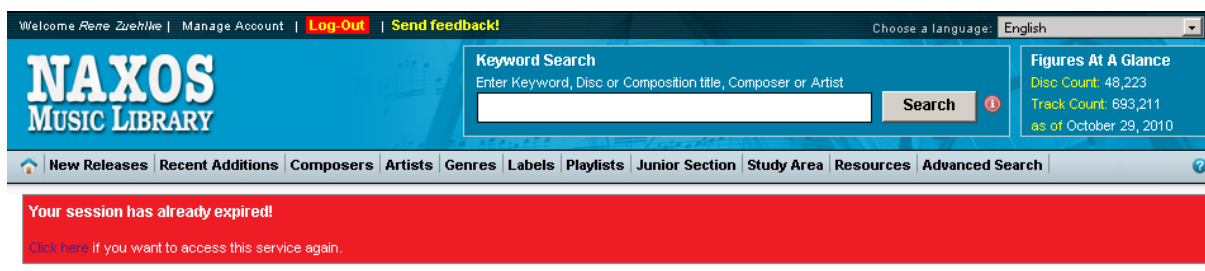 Welcome Rene Zuehlke | Manage Account | Log-Out | Send feedback!
Choose a language: English
NAXOS
MUSIC LIBRARY
Keyword Search
Enter Keyword, Disc or Composition title, Composer or Artist
Search
Figures At A Glance
Disc Count: 48,223
Track Count: 693,211
as of October 29, 2010
New Releases | Recent Additions | Composers | Artists | Genres | Labels | Playlists | Junior Section | Study Area | Resources | Advanced Search |
Your session has already expired!
Click here if you want to access this service again.